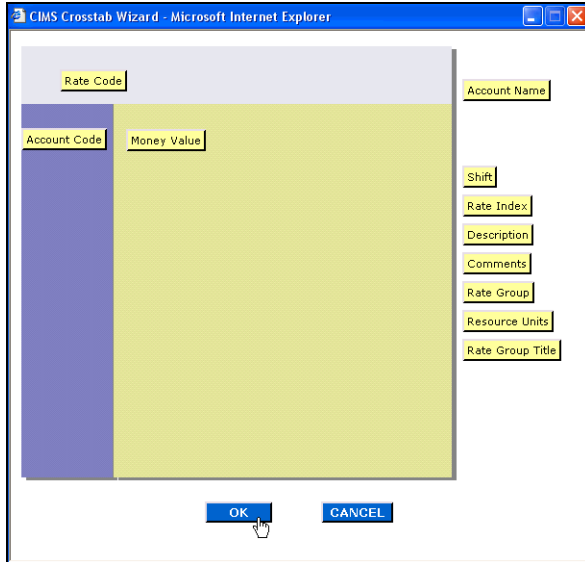 CIMS Crosstab Wizard - Microsoft Internet Explorer
Rate Code
Account Name
Account Code
Money Value
Shift
Rate Index
Description
Comments
Rate Group
Resource Units
Rate Group Title
OK
CANCEL